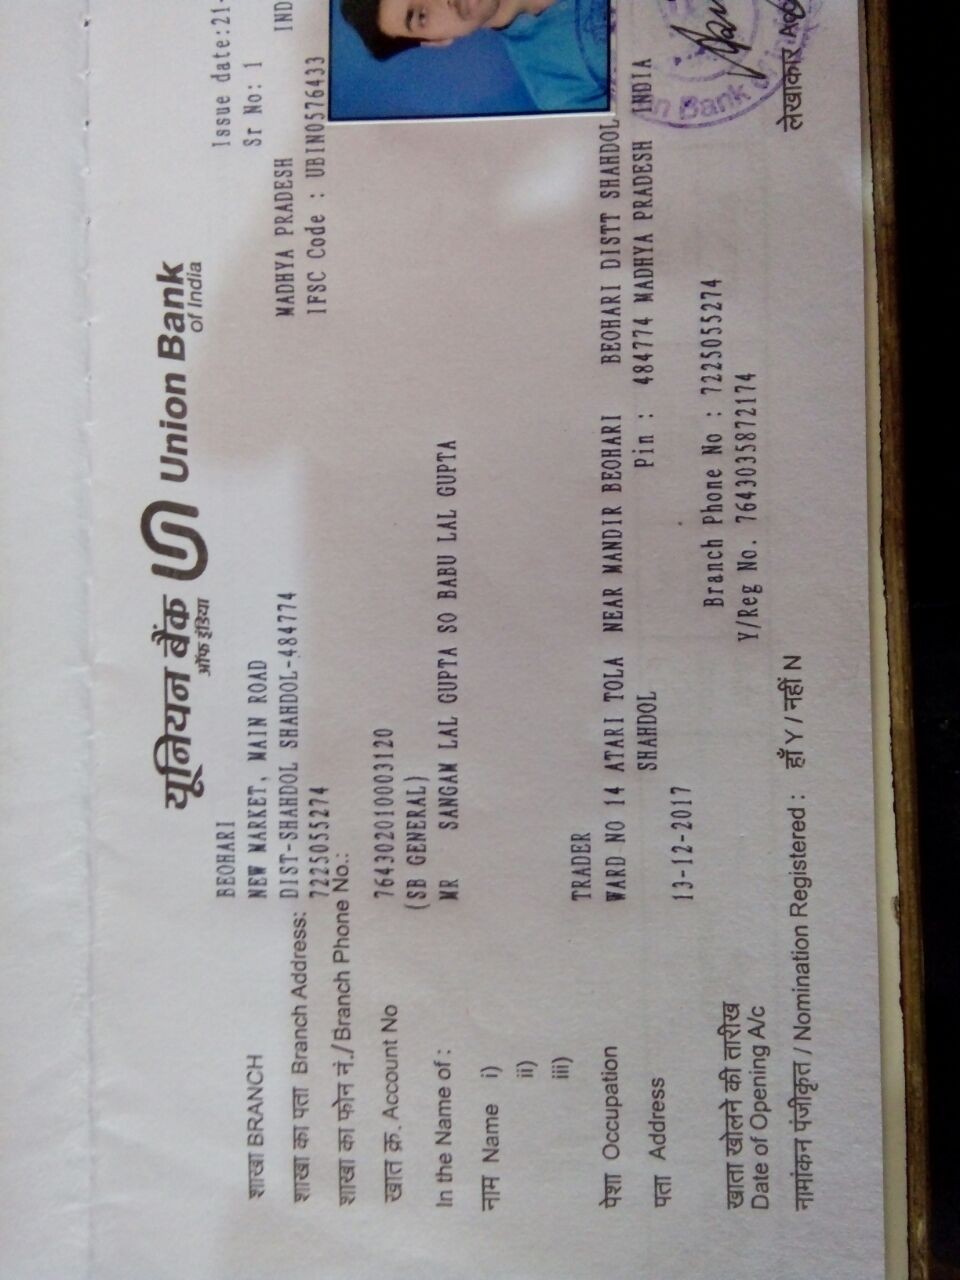 यूनियन बैंक Union Bank
ऑफ इंडिया of India
Issue date:21-
Sr No: 1
शाखा BRANCH BEOHARI
शाखा का पता Branch Address: NEW MARKET, MAIN ROAD MADHYA PRADESH IND
DIST-SHAHDOL SHAHDOL-484774 IFSC Code : UBIN0576433
शाखा का फोन नं./Branch Phone No.: 7225055274
खात क्र. Account No 764302010003120
(SB GENERAL)
In the Name of :
नाम Name i) MR SANGAM LAL GUPTA SO BABU LAL GUPTA
ii)
iii)
पेशा Occupation TRADER
पता Address WARD NO 14 ATARI TOLA NEAR MANDIR BEOHARI BEOHARI DISTT SHAHDOL
SHAHDOL Pin : 484774 MADHYA PRADESH INDIA
खाता खोलने की तारीख 13-12-2017
Date of Opening A/c
Branch Phone No : 7225055274
Y/Reg No. 764303587​2174
नामांकन पंजीकृत / Nomination Registered : हाँ Y / नहीं N
लेखाकार
n Bank of